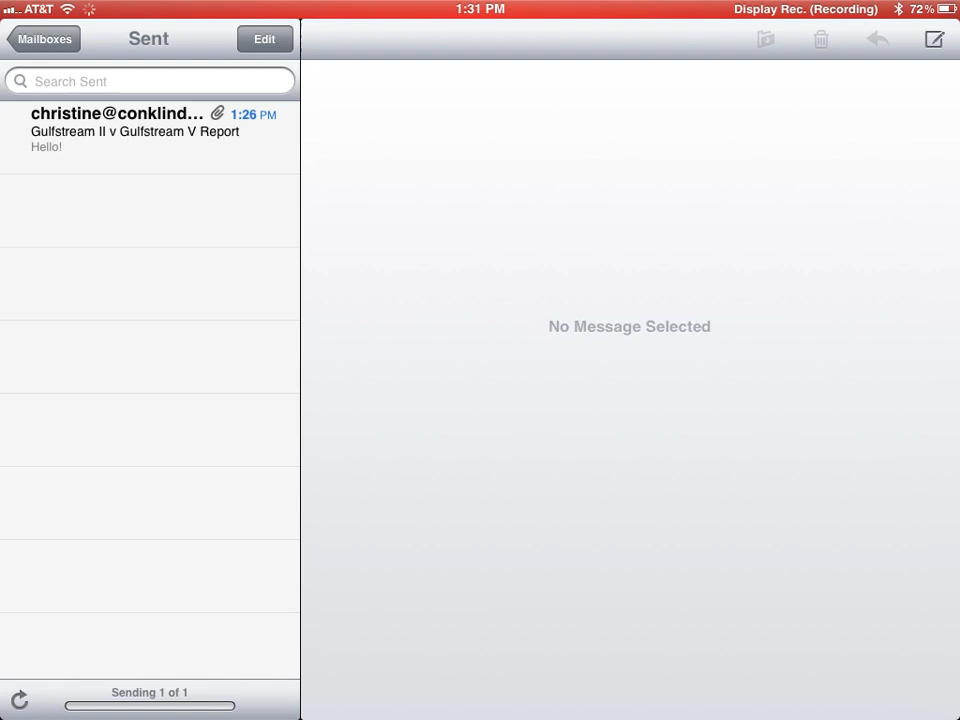 AT&T 1:31 PM Display Rec. (Recording) 72%
Mailboxes Sent Edit
Search Sent
christine@conklind... 1:26 PM
Gulfstream II v Gulfstream V Report
Hello!
No Message Selected
Sending 1 of 1